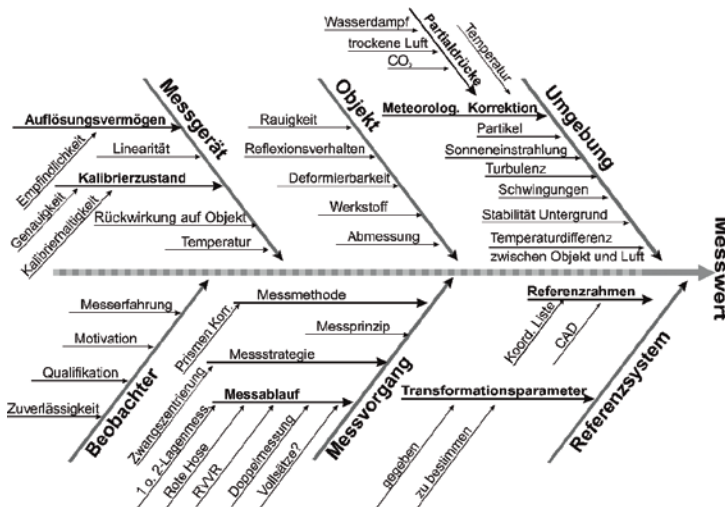 Messgerät
Auflösungsvermögen
Empfindlichkeit
Linearität
Kalibrierzustand
Genauigkeit
Kalibrierhaltigkeit
Rückwirkung auf Objekt
Temperatur
Objekt
Rauigkeit
Reflexionsverhalten
Deformierbarkeit
Werkstoff
Abmessung
Umgebung
Wasserdampf
trockene Luft
CO₂
Partialdrücke
Temperatur
Meteorolog. Korrektion
Partikel
Sonneneinstrahlung
Turbulenz
Schwingungen
Stabilität Untergrund
Temperaturdifferenz
zwischen Objekt und Luft
Messwert
Beobachter
Messerfahrung
Motivation
Qualifikation
Zuverlässigkeit
Messvorgang
Messmethode
Prismen Korr.
Messprinzip
Messstrategie
Zwangszentrierung
Messablauf
1 o. 2-Lagenmess.
Rote Hose
RVVR
Doppelmessung
Vollsätze?
Referenzsystem
Referenzrahmen
Koord. Liste
CAD
Transformationsparameter
gegeben
zu bestimmen